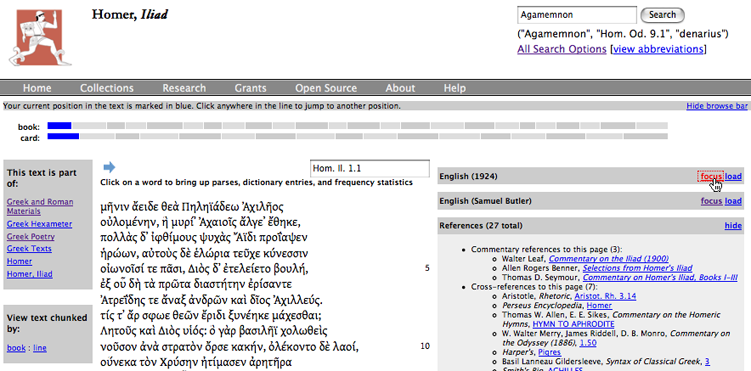 Homer, Iliad
Agamemnon
Search
("Agamemnon", "Hom. Od. 9.1", "denarius")
All Search Options [view abbreviations]
Home Collections Research Grants Open Source About Help
Your current position in the text is marked in blue. Click anywhere in the line to jump to another position.
Hide browse bar
book:
card:
This text is part
of:
Greek and Roman
Materials
Greek Hexameter
Greek Poetry
Greek Texts
Homer
Homer, Iliad
View text chunked
by:
book : line
Hom. Il. 1.1
Click on a word to bring up parses, dictionary entries, and frequency statistics
μῆνιν ἄειδε θεὰ Πηληϊάδεω Ἀχιλῆος
οὐλομένην, ἣ μυρί' Ἀχαιοῖς ἄλγε' ἔθηκε,
πολλὰς δ' ἰφθίμους ψυχὰς Ἄϊδι προΐαψεν
ἡρώων, αὐτοὺς δὲ ἑλώρια τεῦχε κύνεσσιν
οἰωνοῖσί τε πᾶσι, Διὸς δ' ἐτελείετο βουλή, 5
ἐξ οὗ δὴ τὰ πρῶτα διαστήτην ἐρίσαντε
Ἀτρεΐδης τε ἄναξ ἀνδρῶν καὶ δῖος Ἀχιλλεύς.
τίς τ' ἄρ σφωε θεῶν ἔριδι ξυνέηκε μάχεσθαι;
Λητοῦς καὶ Διὸς υἱός: ὃ γὰρ βασιλῆϊ χολωθεὶς
νοῦσον ἀνὰ στρατὸν ὄρσε κακήν, ὀλέκοντο δὲ λαοί, 10
οὕνεκα τὸν Χρύσην ἠτίμασεν ἀρητῆρα
English (1924) focus load
English (Samuel Butler) focus load
References (27 total) hide
Commentary references to this page (3):
Walter Leaf, Commentary on the Iliad (1900)
Allen Rogers Benner, Selections from Homer's Iliad
Thomas D. Seymour, Commentary on Homer's Iliad, Books I-III
Cross-references to this page (7):
Aristotle, Rhetoric, Aristot. Rh. 3.14
Perseus Encyclopedia, Homer
Thomas W. Allen, E. E. Sikes, Commentary on the Homeric
Hymns, HYMN TO APHRODITE
W. Walter Merry, James Riddell, D. B. Monro, Commentary on
the Odyssey (1886), 1.50
Harper's, Pigres
Basil Lanneau Gildersleeve, Syntax of Classical Greek, 3
Smith's Bio, ACHILLES